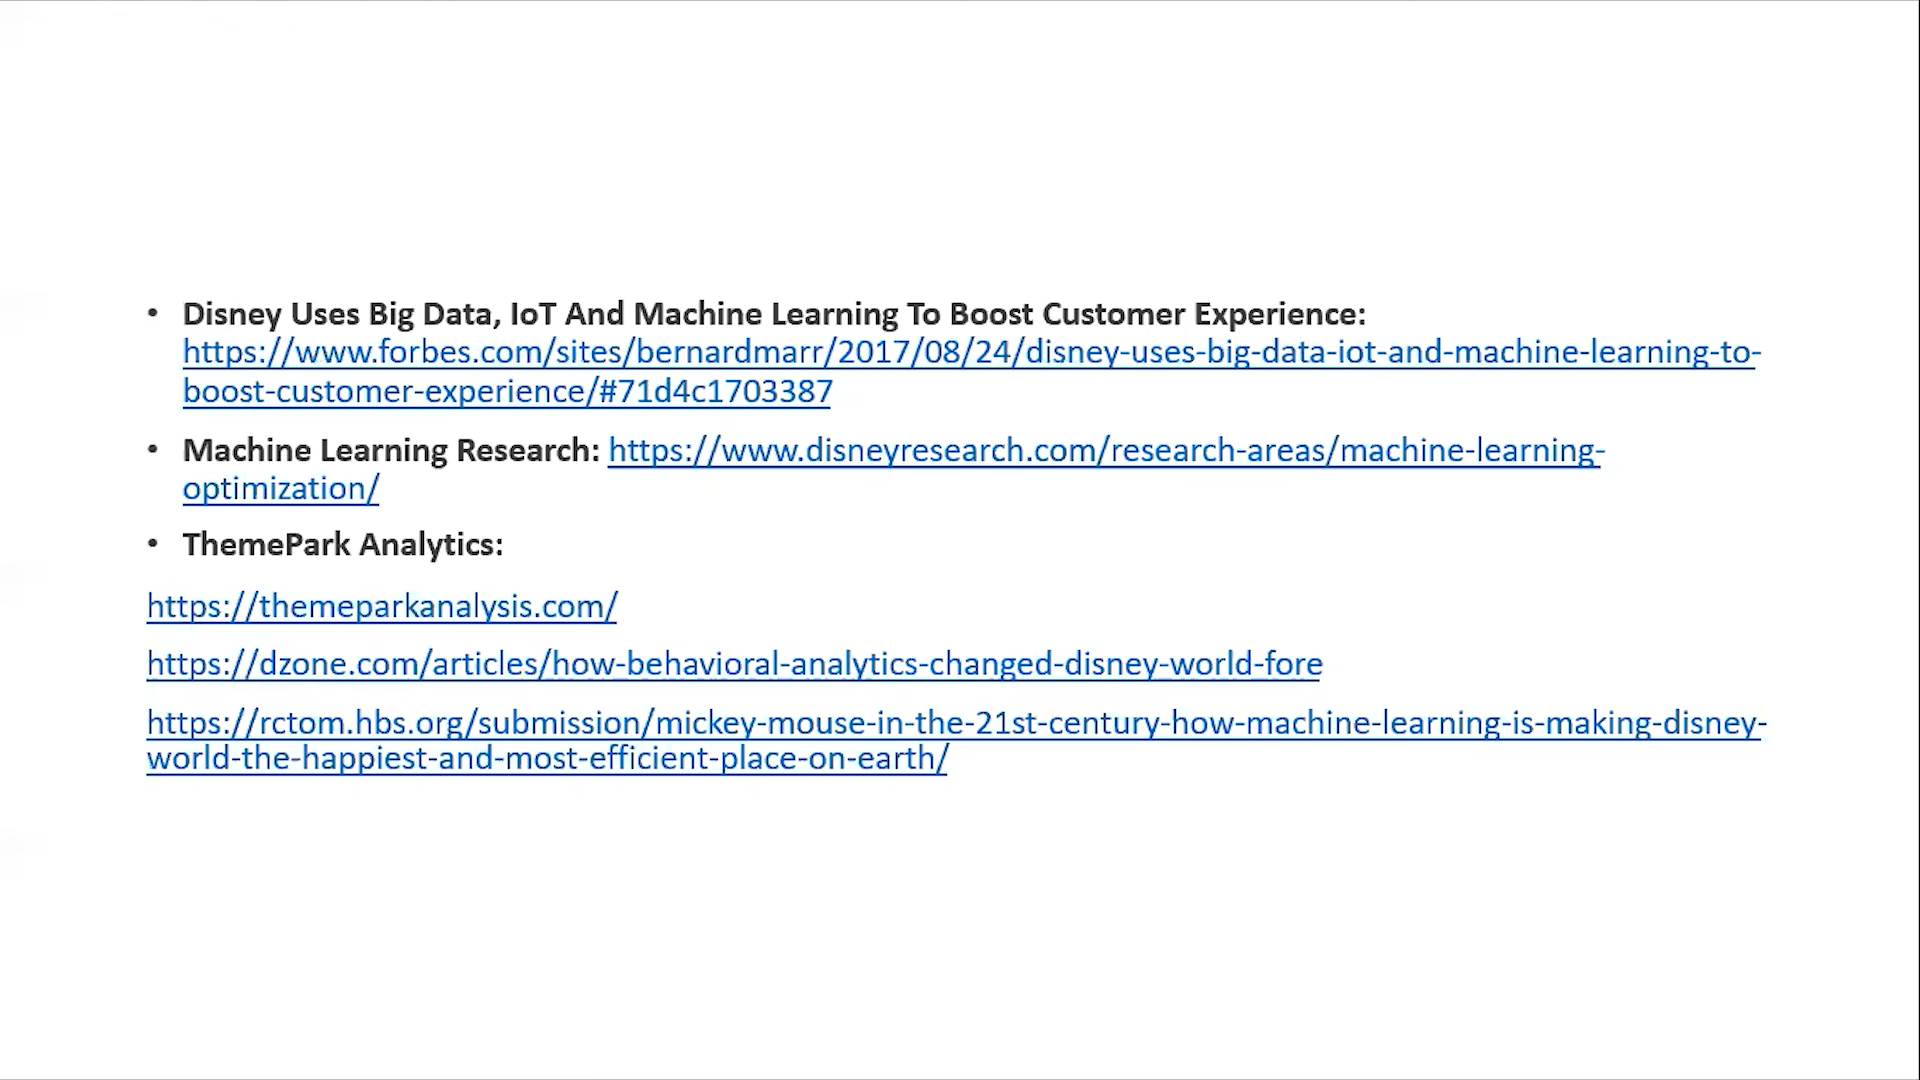 • Disney Uses Big Data, IoT And Machine Learning To Boost Customer Experience:
https://www.forbes.com/sites/bernardmarr/2017/08/24/disney-uses-big-data-iot-and-machine-learning-to-
boost-customer-experience/#71d4c1703387
• Machine Learning Research: https://www.disneyresearch.com/research-areas/machine-learning-
optimization/
• ThemePark Analytics:
https://themeparkanalysis.com/
https://dzone.com/articles/how-behavioral-analytics-changed-disney-world-fore
https://rctom.hbs.org/submission/mickey-mouse-in-the-21st-century-how-machine-learning-is-making-disney-
world-the-happiest-and-most-efficient-place-on-earth/